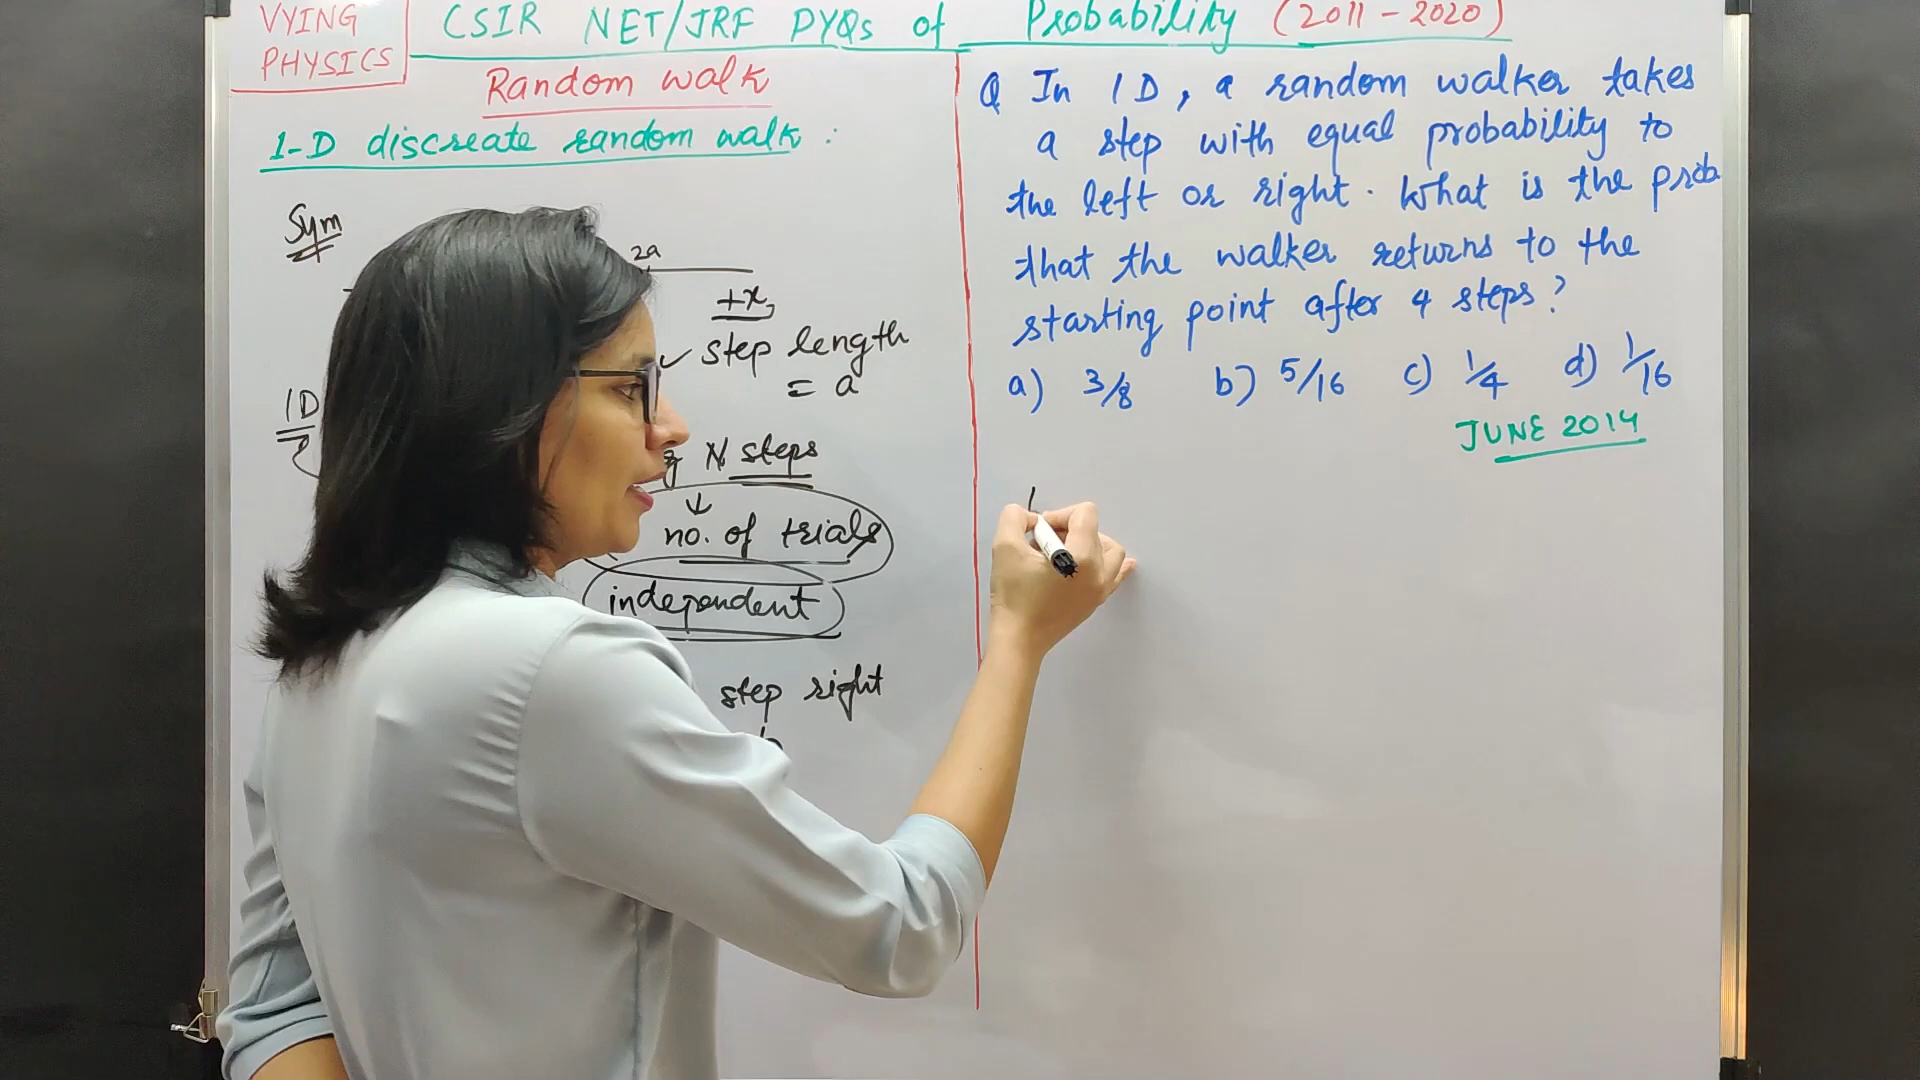 VYING
PHYSICS
CSIR NET/JRF PYQs of Probability (2011-2020)
Random walk
1-D discreate random walk :
Sym
2a
+x,
step length
= a
1D
N steps
↓
no. of trials
independent
step right
Q In 1D, a random walker takes
a step with equal probability to
the left or right. What is the prob.
that the walker returns to the
starting point after 4 steps?
a) 3/8 b) 5/16 c) 1/4 d) 1/16
JUNE 2014